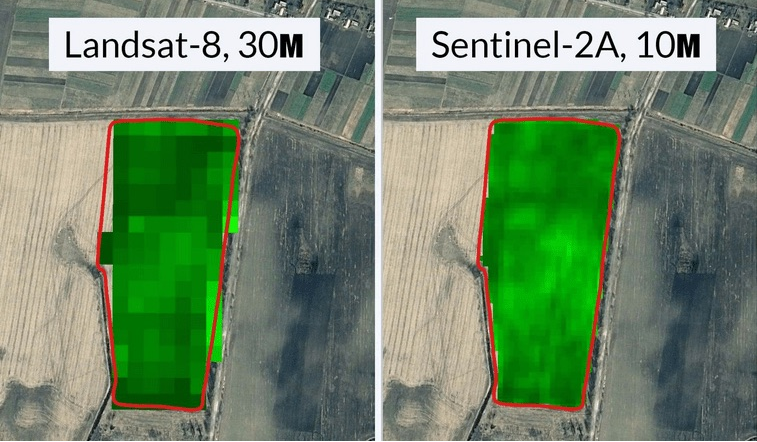 Landsat-8, 30м
Sentinel-2A, 10м